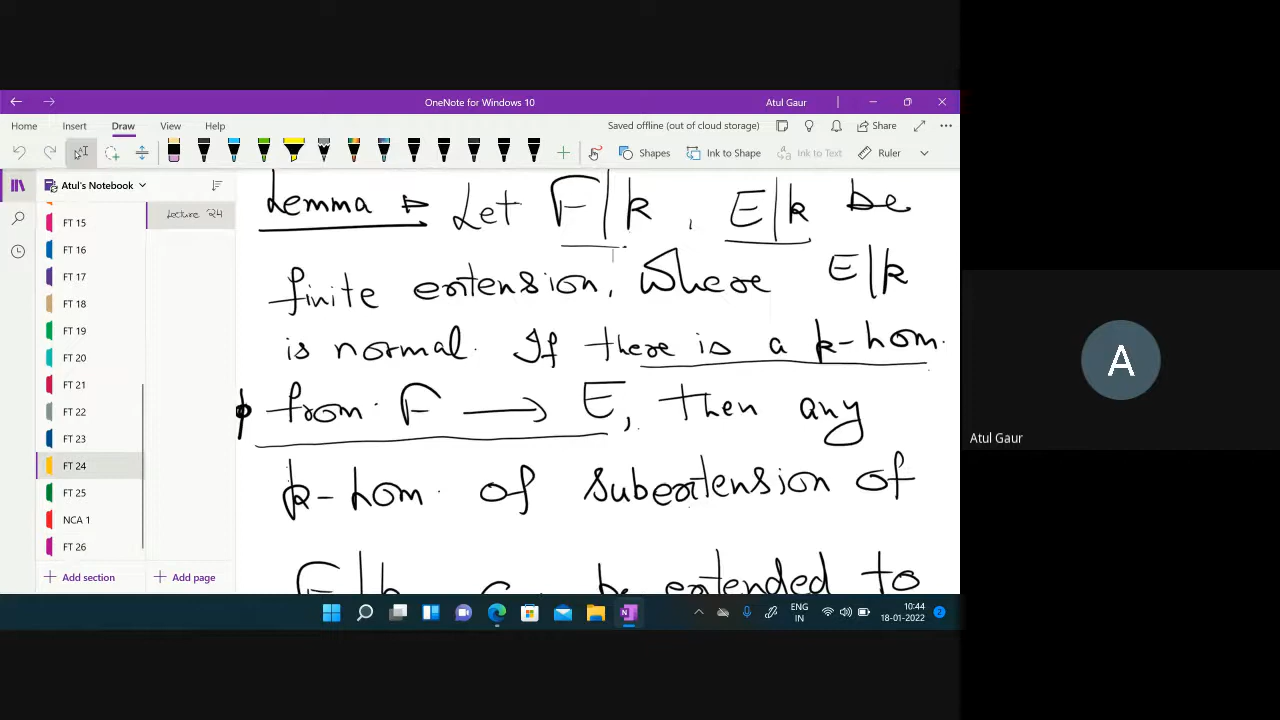 OneNote for Windows 10
Atul Gaur
Home Insert Draw View Help
Saved offline (out of cloud storage)
Share
Shapes
Ink to Shape
Ink to Text
Ruler
Atul's Notebook
Lecture 24
FT 15
FT 16
FT 17
FT 18
FT 19
FT 20
FT 21
FT 22
FT 23
FT 24
FT 25
NCA 1
FT 26
Add section
Add page
Lemma Let F|k, E|k be
finite extension, where E|k
is normal. If there is a k-hom.
from F → E, then any
k-hom. of subextension of
be extended to
A
Atul Gaur
ENG
IN
10:44
18-01-2022
2